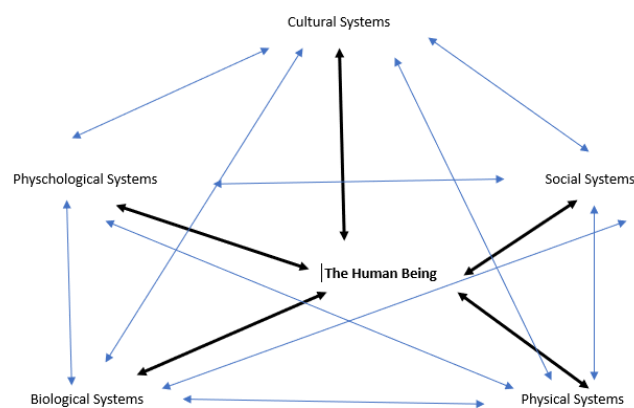 Cultural Systems
Physchological Systems
Social Systems
The Human Being
Biological Systems
Physical Systems